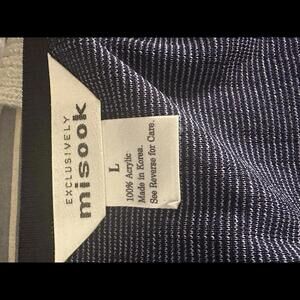 EXCLUSIVELY
misook
L
100% Acrylic
Made in Korea.
See Reverse for Care.